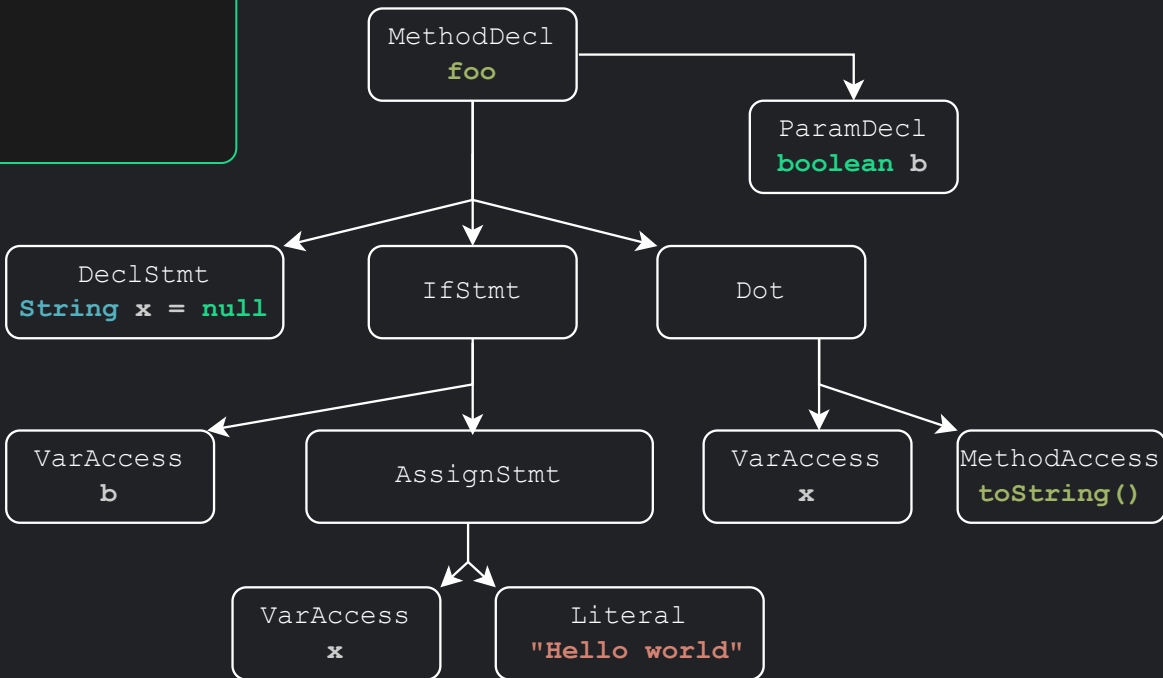 MethodDecl
foo
ParamDecl
boolean b
DeclStmt
String x = null
IfStmt
Dot
VarAccess
b
AssignStmt
VarAccess
x
MethodAccess
toString()
VarAccess
x
Literal
"Hello world"